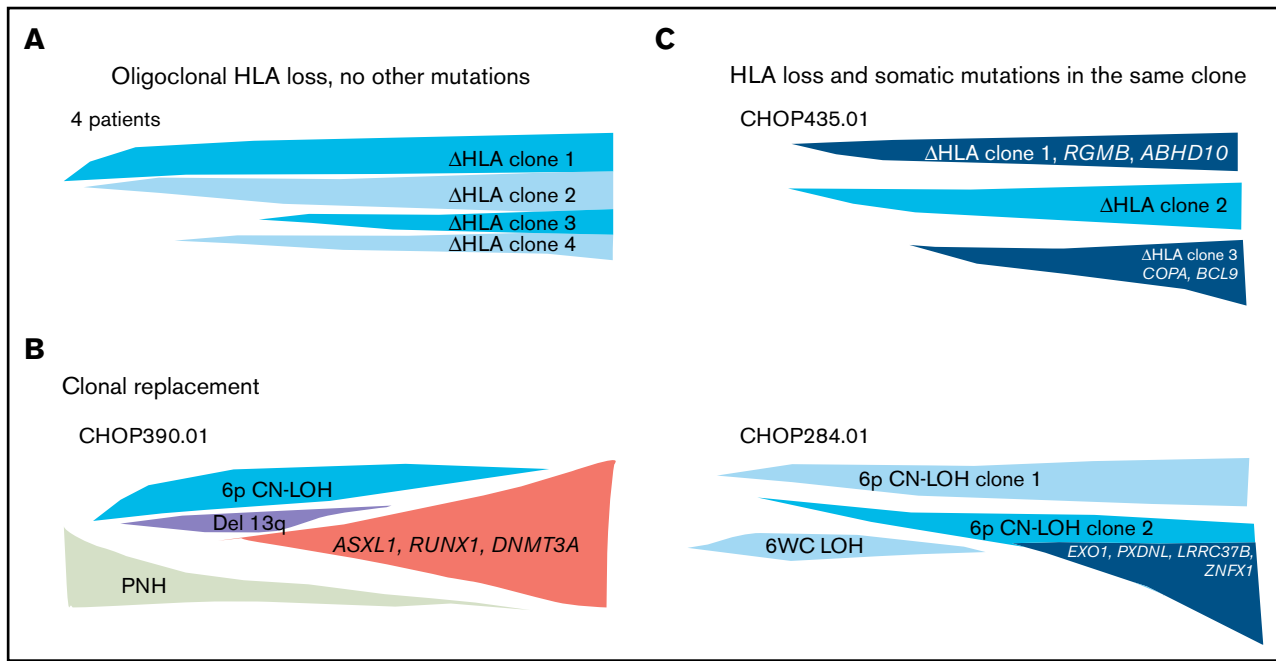 A
Oligoclonal HLA loss, no other mutations
4 patients
ΔHLA clone 1
ΔHLA clone 2
ΔHLA clone 3
ΔHLA clone 4
B
Clonal replacement
CHOP390.01
6p CN-LOH
Del 13q
ASXL1, RUNX1, DNMT3A
PNH
C
HLA loss and somatic mutations in the same clone
CHOP435.01
ΔHLA clone 1, RGMB, ABHD10
ΔHLA clone 2
ΔHLA clone 3
COPA, BCL9
CHOP284.01
6p CN-LOH clone 1
6p CN-LOH clone 2
6WC LOH
EXO1, PXDNL, LRRC37B,
ZNFX1